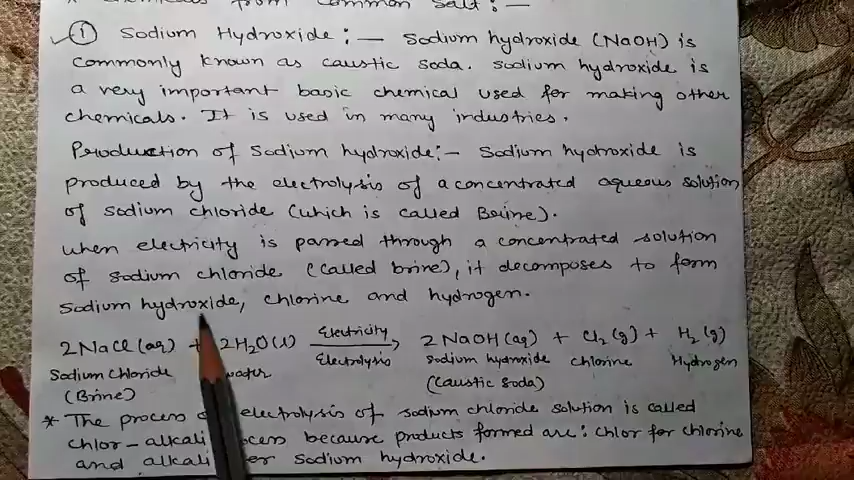 * Chemicals from Common Salt : —
① Sodium Hydroxide : — Sodium hydroxide (NaOH) is
commonly known as caustic soda. Sodium hydroxide is
a very important basic chemical used for making other
chemicals. It is used in many industries.
Production of Sodium hydroxide :- Sodium hydroxide is
produced by the electrolysis of a concentrated aqueous solution
of sodium chloride (which is called Brine).
when electricity is passed through a concentrated solution
of sodium chloride (called brine), it decomposes to form
Sodium hydroxide, chlorine and hydrogen.
2NaCl(aq) + 2H₂O(l) Electricity → Electrolysis 2NaOH(aq) + Cl₂(g) + H₂(g)
Sodium Chloride water Sodium hydroxide chlorine Hydrogen
(Brine) (Caustic Soda)
* The process electrolysis of sodium chloride solution is called
chlor-alkali because products formed are : chlor for chlorine
and alkali Sodium hydroxide.